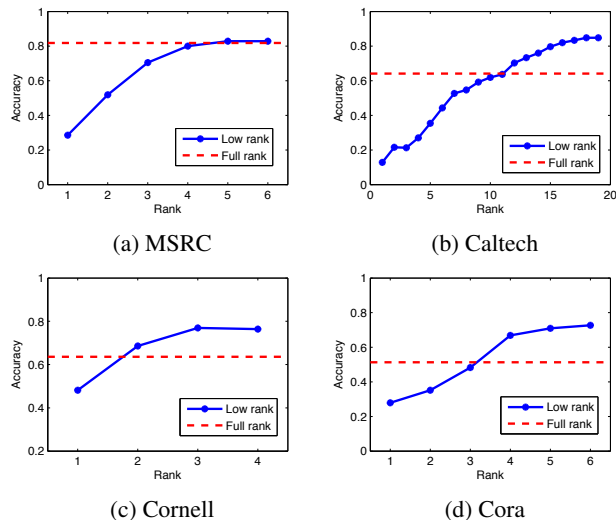 1
0.8
0.6
0.4
0.2
0
Accuracy
Low rank
Full rank
1 2 3 4 5 6
Rank
(a) MSRC
1
0.8
0.6
0.4
0.2
0
Accuracy
Low rank
Full rank
0 5 10 15 20
Rank
(b) Caltech
1
0.8
0.6
0.4
0.2
Accuracy
Low rank
Full rank
1 2 3 4
Rank
(c) Cornell
1
0.8
0.6
0.4
0.2
0
Accuracy
Low rank
Full rank
1 2 3 4 5 6
Rank
(d) Cora